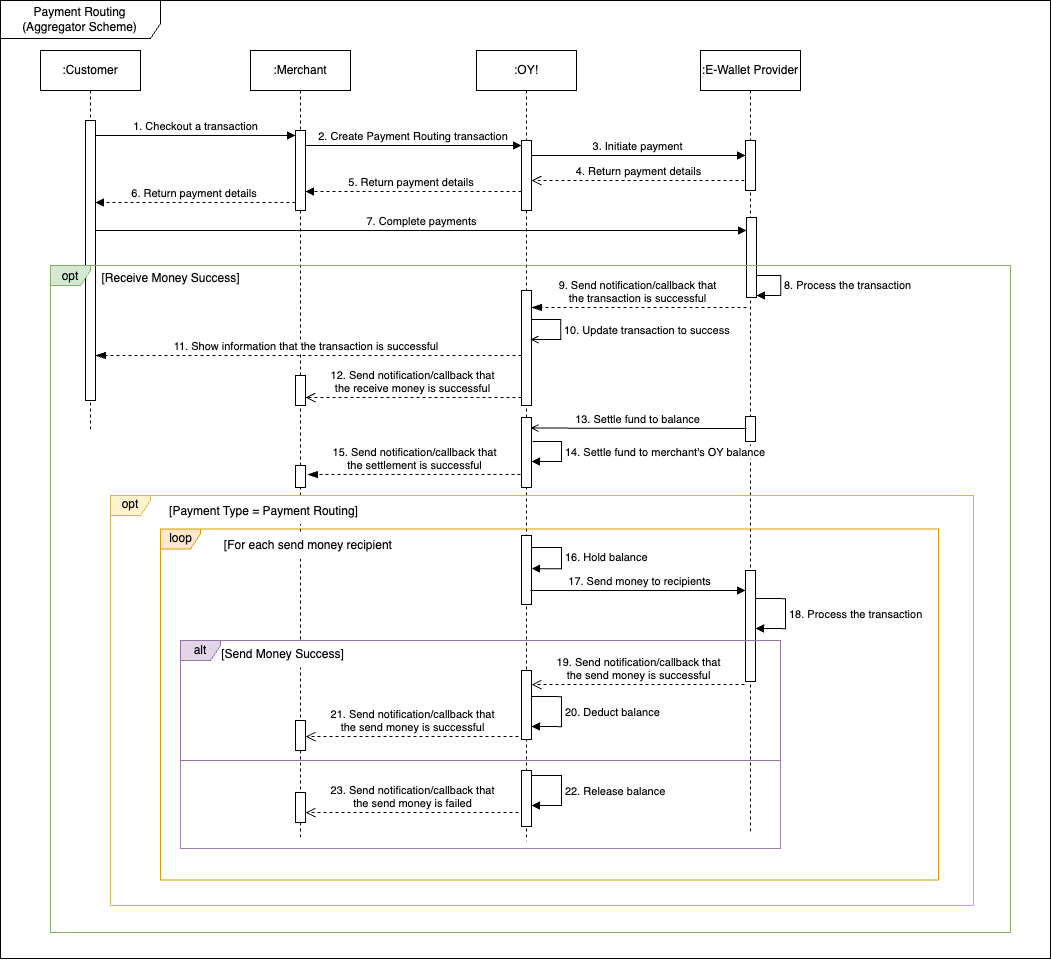 Payment Routing
(Aggregator Scheme)
:Customer
:Merchant
:OY!
:E-Wallet Provider
1. Checkout a transaction
2. Create Payment Routing transaction
3. Initiate payment
4. Return payment details
5. Return payment details
6. Return payment details
7. Complete payments
opt
[Receive Money Success]
8. Process the transaction
9. Send notification/callback that
the transaction is successful
10. Update transaction to success
11. Show information that the transaction is successful
12. Send notification/callback that
the receive money is successful
13. Settle fund to balance
14. Settle fund to merchant's OY balance
15. Send notification/callback that
the settlement is successful
opt
[Payment Type = Payment Routing]
loop
[For each send money recipient
16. Hold balance
17. Send money to recipients
18. Process the transaction
alt
[Send Money Success]
19. Send notification/callback that
the send money is successful
20. Deduct balance
21. Send notification/callback that
the send money is successful
22. Release balance
23. Send notification/callback that
the send money is failed